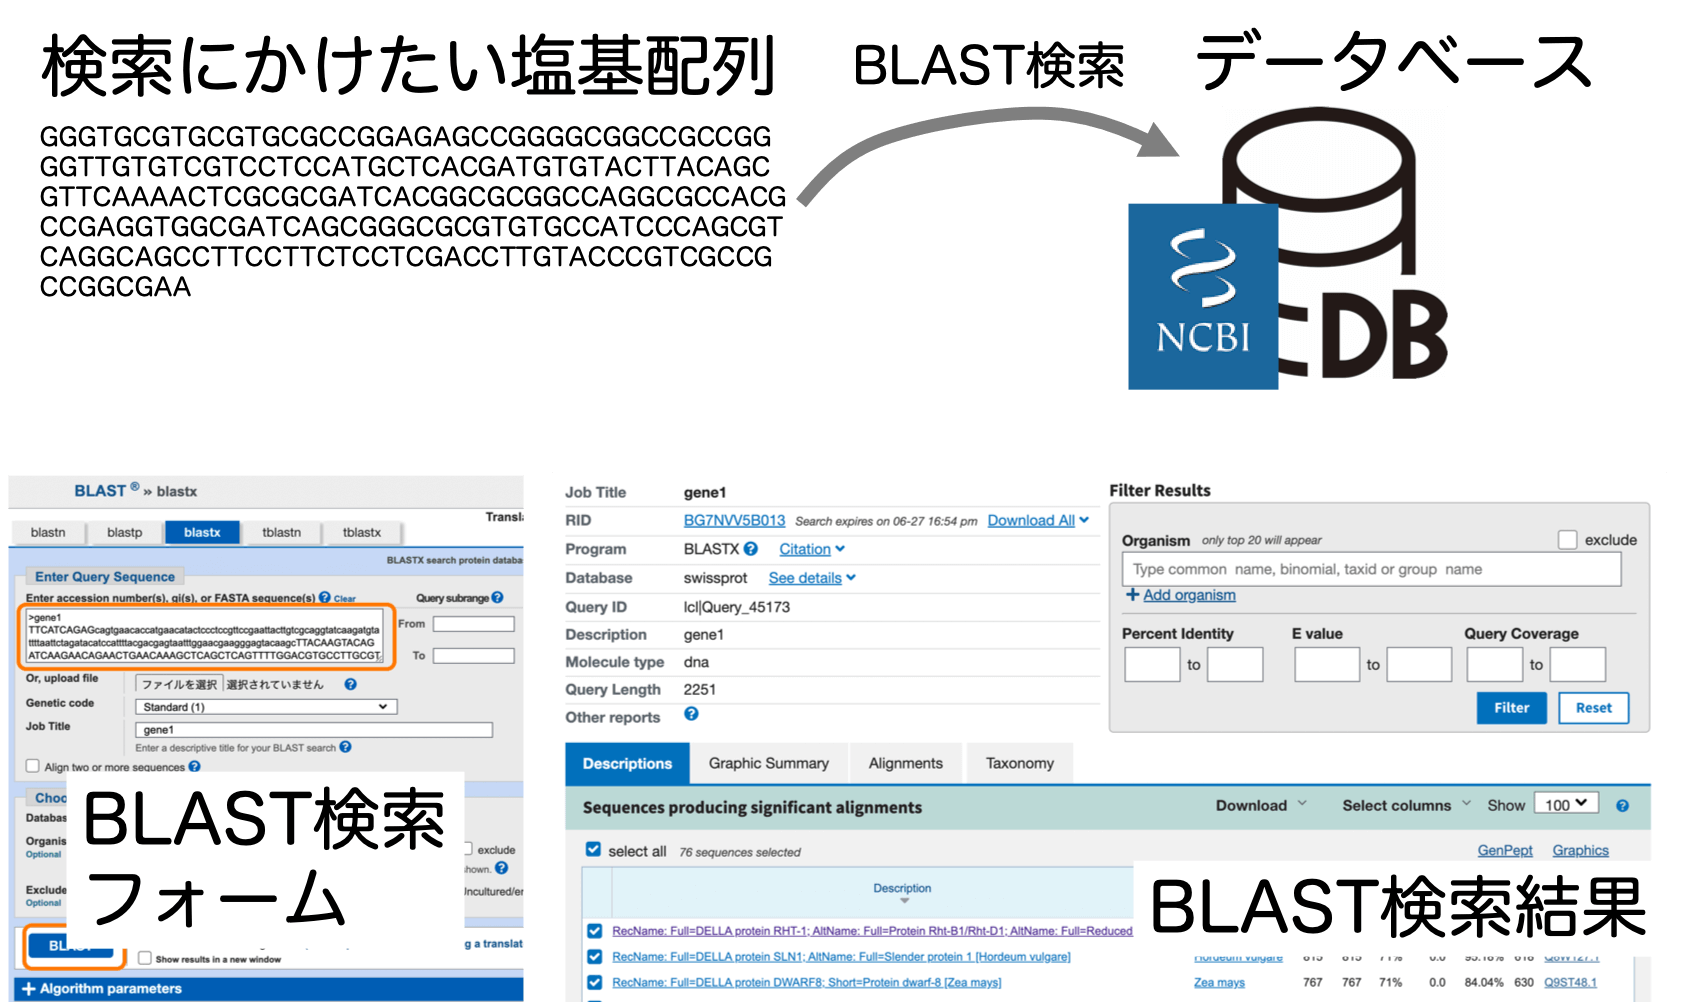 検索にかけたい塩基配列
BLAST検索
データベース
GGGTGCGTGCGTGCGCCGGAGAGCCGGGGCGGCCGCCGG
GGTTGTGTCGTCCTCCATGCTCACGATGTGTACTTACAGC
GTTCAAAACTCGCGCGATCACGGCGCGGCCAGGCGCCACG
CCGAGGTGGCGATCAGCGGGCGCGTGTGCCATCCCAGCGT
CAGGCAGCCTTCCTTCTCCTCGACCTTGTACCCGTCGCCG
CCGGCGAA
NCBI
DB
BLAST ® » blastx
blastn blastp blastx tblastn tblastx
BLASTX search protein databa
Enter Query Sequence
Enter accession number(s), gi(s), or FASTA sequence(s) Clear
Query subrange
>gene1
TTCATCAGAGcagtgaacaccatgaacatactccctccgttccgaattacttgtcgcaggtatcaagatgta
ttttaattctagatacatccattttacgacgagtaatttggaacgaagggagtacaagcTTACAAGTACAG
ATCAAGAACAGAACTGAACAAAGCTCAGCTCAGTTTTGGACGTGCCTTGCGT
From
To
Or, upload file
ファイルを選択 選択されていません
Genetic code
Standard (1)
Job Title
gene1
Enter a descriptive title for your BLAST search
Align two or more sequences
BLAST検索
フォーム
Optional
exclude
Exclude
Optional
Show results in a new window
Algorithm parameters
Job Title gene1
RID BG7NVV5B013 Search expires on 06-27 16:54 pm Download All
Program BLASTX Citation
Database swissprot See details
Query ID lcl|Query_45173
Description gene1
Molecule type dna
Query Length 2251
Other reports
Filter Results
Organism only top 20 will appear exclude
Type common name, binomial, taxid or group name
Add organism
Percent Identity E value Query Coverage
to to to
Filter Reset
Descriptions Graphic Summary Alignments Taxonomy
Sequences producing significant alignments Download Select columns Show 100
select all 76 sequences selected GenPept Graphics
Description
BLAST検索結果
RecName: Full=DELLA protein RHT-1; AltName: Full=Protein Rht-B1/Rht-D1; AltName: Full=Reduced
RecName: Full=DELLA protein SLN1; AltName: Full=Slender protein 1 [Hordeum vulgare]
RecName: Full=DELLA protein DWARF8; Short=Protein dwarf-8 [Zea mays] Zea mays 767 767 71% 0.0 84.04% 630 Q9ST48.1